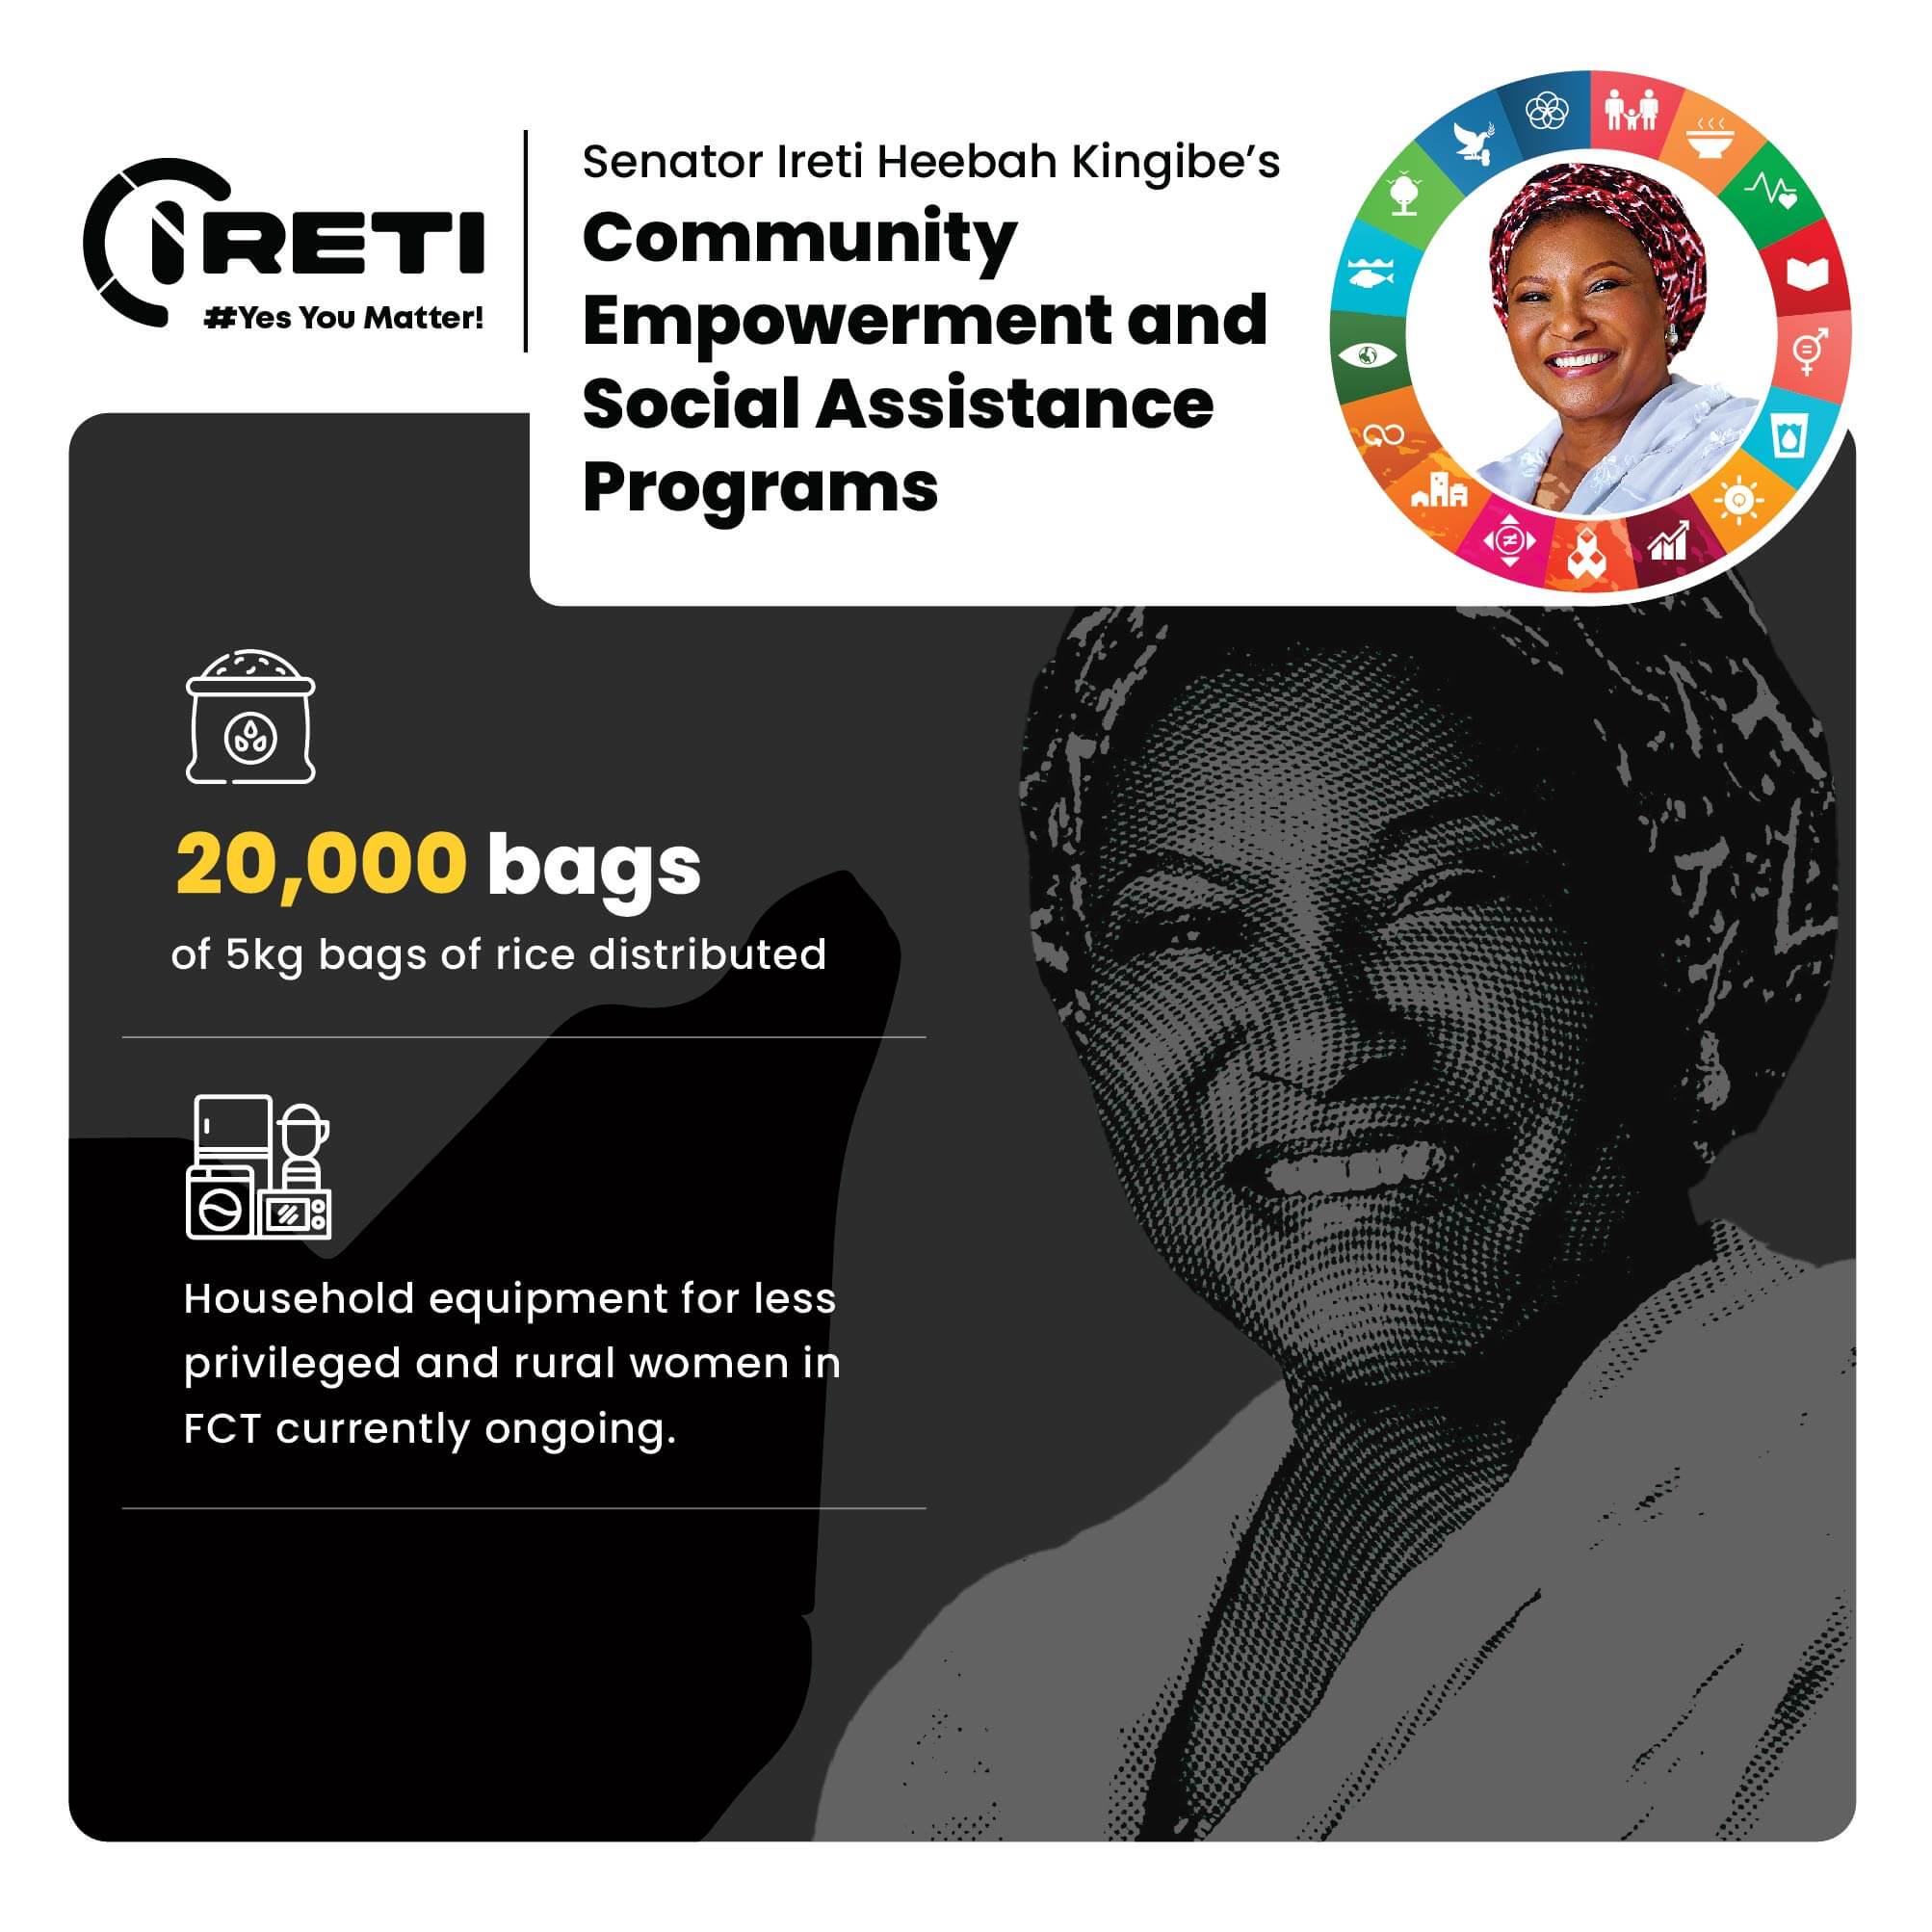 IRETI
#Yes You Matter!
Senator Ireti Heebah Kingibe’s
Community
Empowerment and
Social Assistance
Programs
20,000 bags
of 5kg bags of rice distributed
Household equipment for less
privileged and rural women in
FCT currently ongoing.